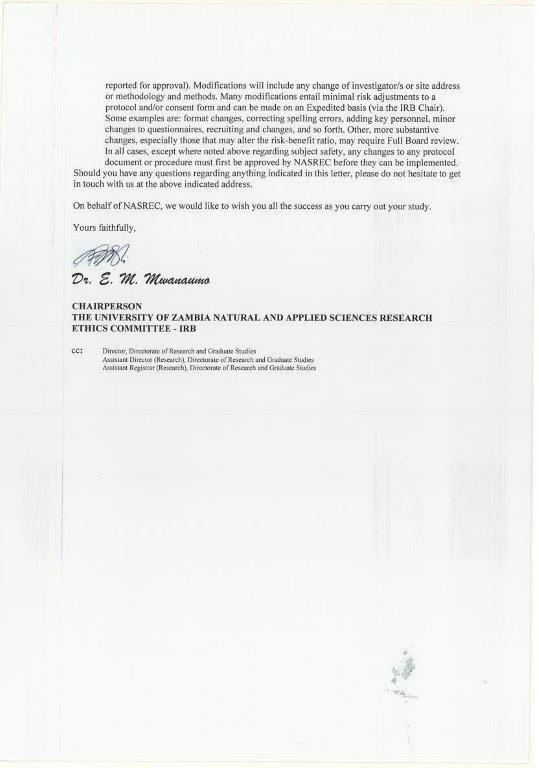 reported for approval). Modifications will include any change of investigator/s or site address
or methodology and methods. Many modifications entail minimal risk adjustments to a
protocol and/or consent form and can be made on an Expedited basis (via the IRB Chair).
Some examples are: format changes, correcting spelling errors, adding key personnel, minor
changes to questionnaires, recruiting and changes, and so forth. Other, more substantive
changes, especially those that may alter the risk-benefit ratio, may require Full Board review.
In all cases, except where noted above regarding subject safety, any changes to any protocol
document or procedure must first be approved by NASREC before they can be implemented.
Should you have any questions regarding anything indicated in this letter, please do not hesitate to get
in touch with us at the above indicated address.
On behalf of NASREC, we would like to wish you all the success as you carry out your study.
Yours faithfully,
Dr. E. M. Mwanaumo
CHAIRPERSON
THE UNIVERSITY OF ZAMBIA NATURAL AND APPLIED SCIENCES RESEARCH
ETHICS COMMITTEE - IRB
cc: Director, Directorate of Research and Graduate Studies
Assistant Director (Research), Directorate of Research and Graduate Studies
Assistant Registrar (Research), Directorate of Research and Graduate Studies